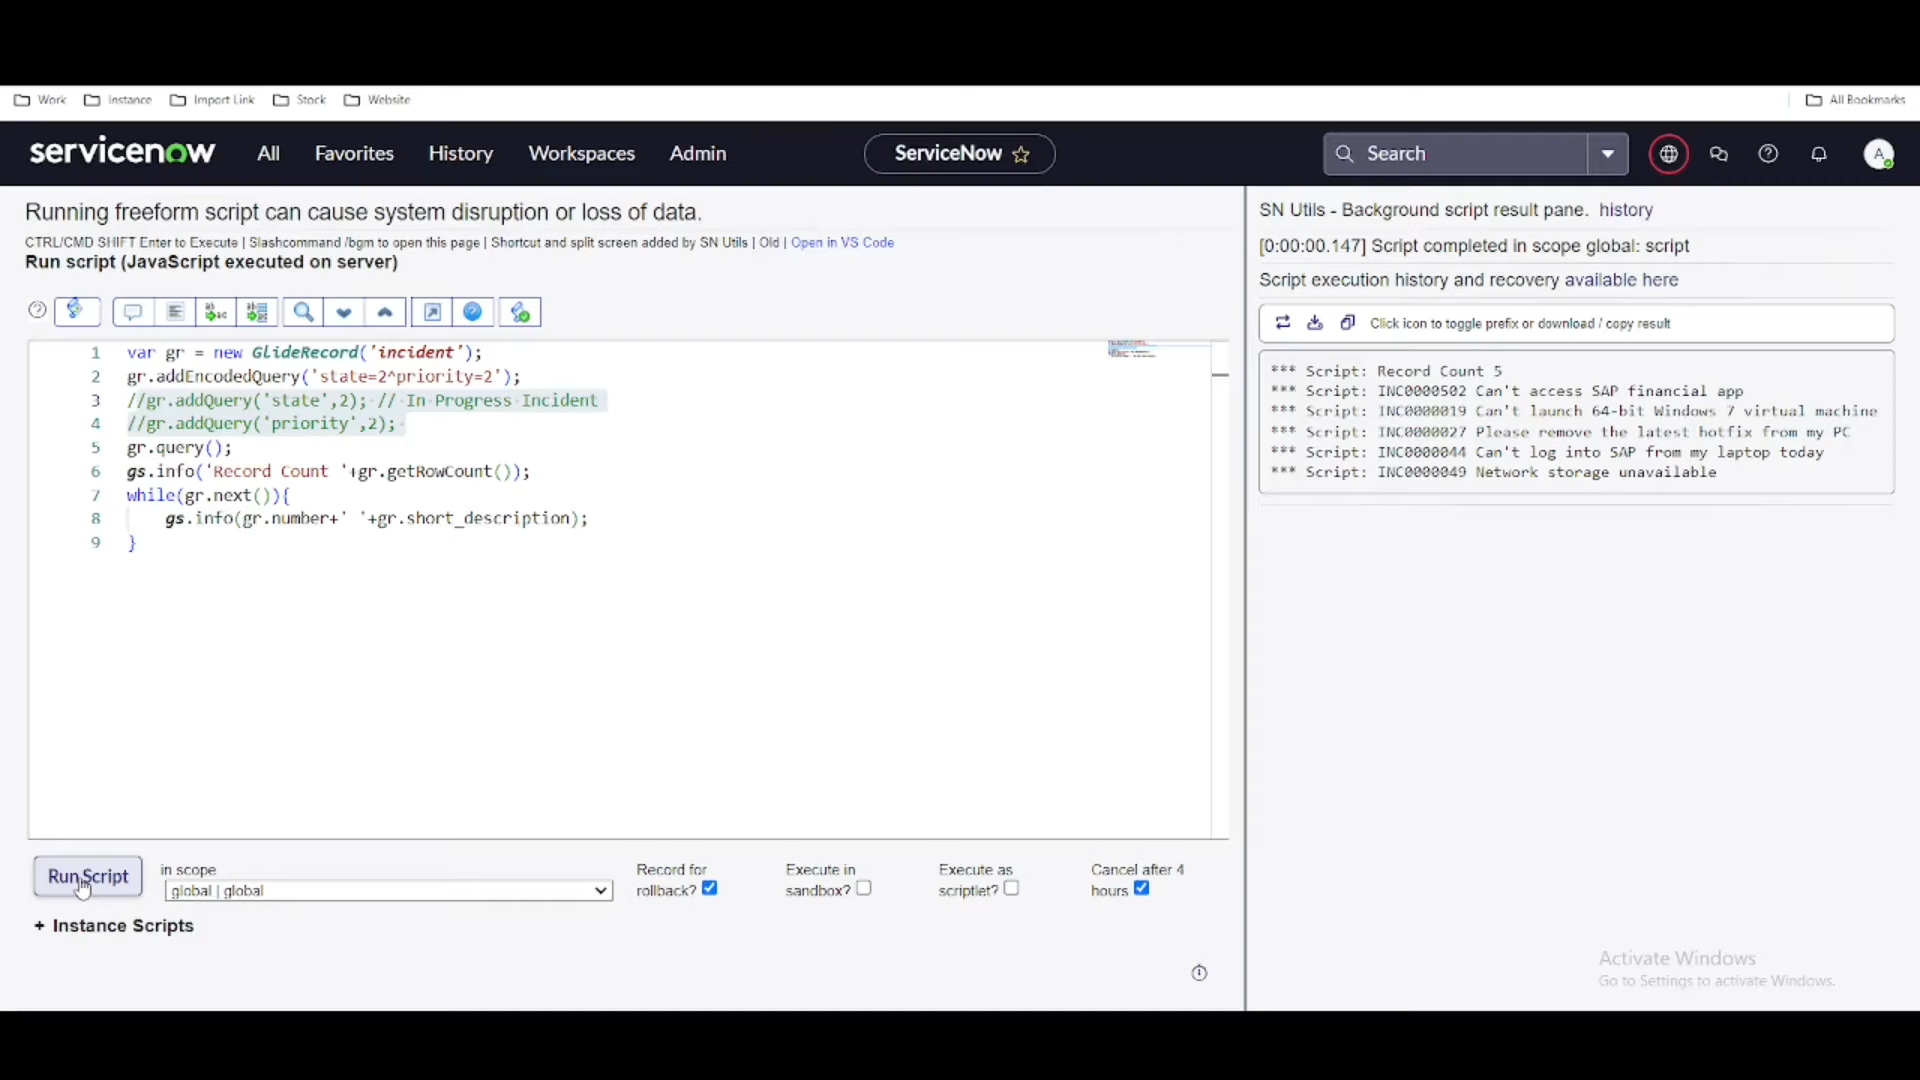 Work Instance Import Link Stock Website All Bookmarks
servicenow All Favorites History Workspaces Admin ServiceNow Search A
Running freeform script can cause system disruption or loss of data.
CTRL/CMD SHIFT Enter to Execute | Slashcommand /bgm to open this page | Shortcut and split screen added by SN Utils | Old | Open in VS Code
Run script (JavaScript executed on server)
1 var gr = new GlideRecord('incident');
2 gr.addEncodedQuery('state=2^priority=2');
3 //gr.addQuery('state',2); // In Progress Incident
4 //gr.addQuery('priority',2);
5 gr.query();
6 gs.info('Record Count '+gr.getRowCount());
7 while(gr.next()){
8 gs.info(gr.number+' '+gr.short_description);
9 }
Run Script
in scope
global | global
Record for
rollback?
Execute in
sandbox?
Execute as
scriptlet?
Cancel after 4
hours
+ Instance Scripts
SN Utils - Background script result pane. history
[0:00:00.147] Script completed in scope global: script
Script execution history and recovery available here
Click icon to toggle prefix or download / copy result
*** Script: Record Count 5
*** Script: INC0000502 Can't access SAP financial app
*** Script: INC0000019 Can't launch 64-bit Windows 7 virtual machine
*** Script: INC0000027 Please remove the latest hotfix from my PC
*** Script: INC0000044 Can't log into SAP from my laptop today
*** Script: INC0000049 Network storage unavailable
Activate Windows
Go to Settings to activate Windows.